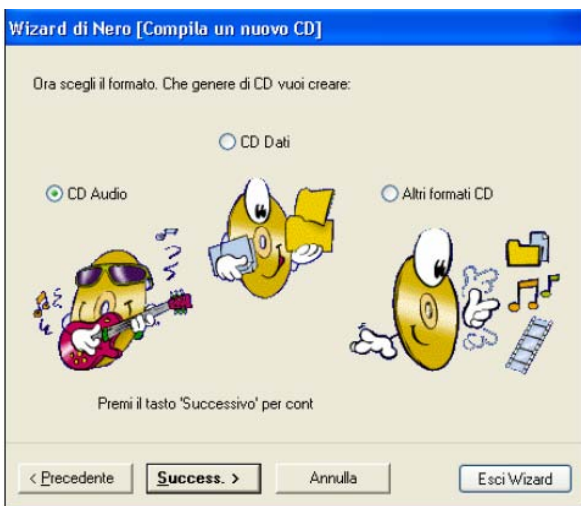 Wizard di Nero [Compila un nuovo CD]
Ora scegli il formato. Che genere di CD vuoi creare:
CD Dati
CD Audio
Altri formati CD
Premi il tasto 'Successivo' per cont
< Precedente
Success. >
Annulla
Esci Wizard